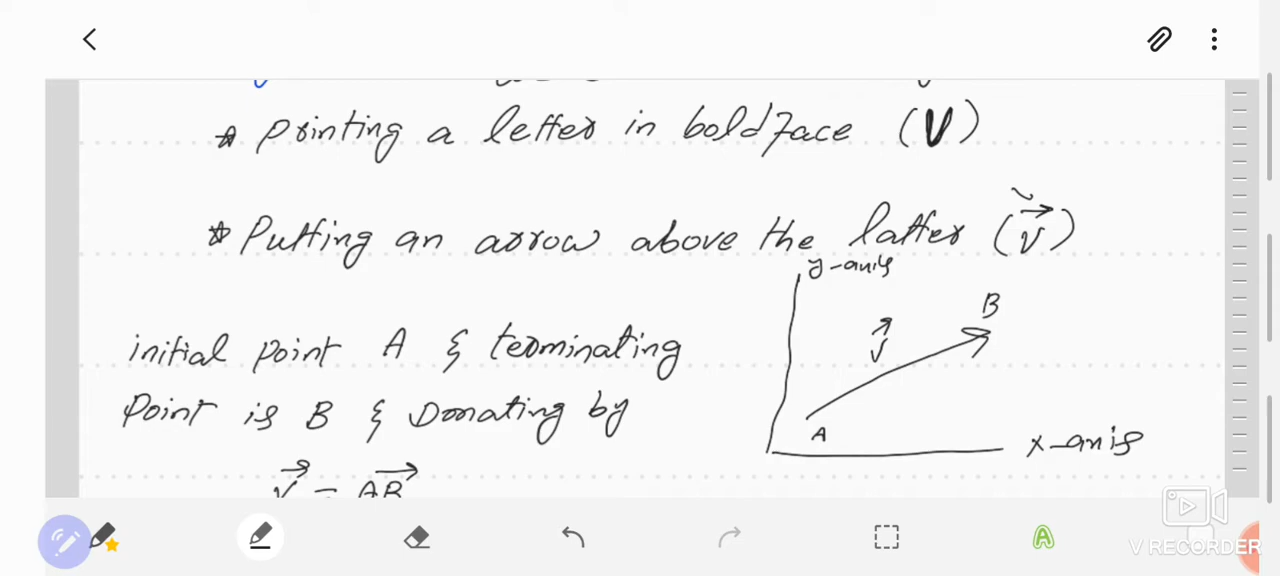 ☆ Printing a letter in boldface (V)
☆ Putting an arrow above the latter (v⃗)
y-axis
B
v⃗
initial point A & terminating
point is B & Donating by
A
x-axis
v⃗ = AB⃗
A
V RECORDER